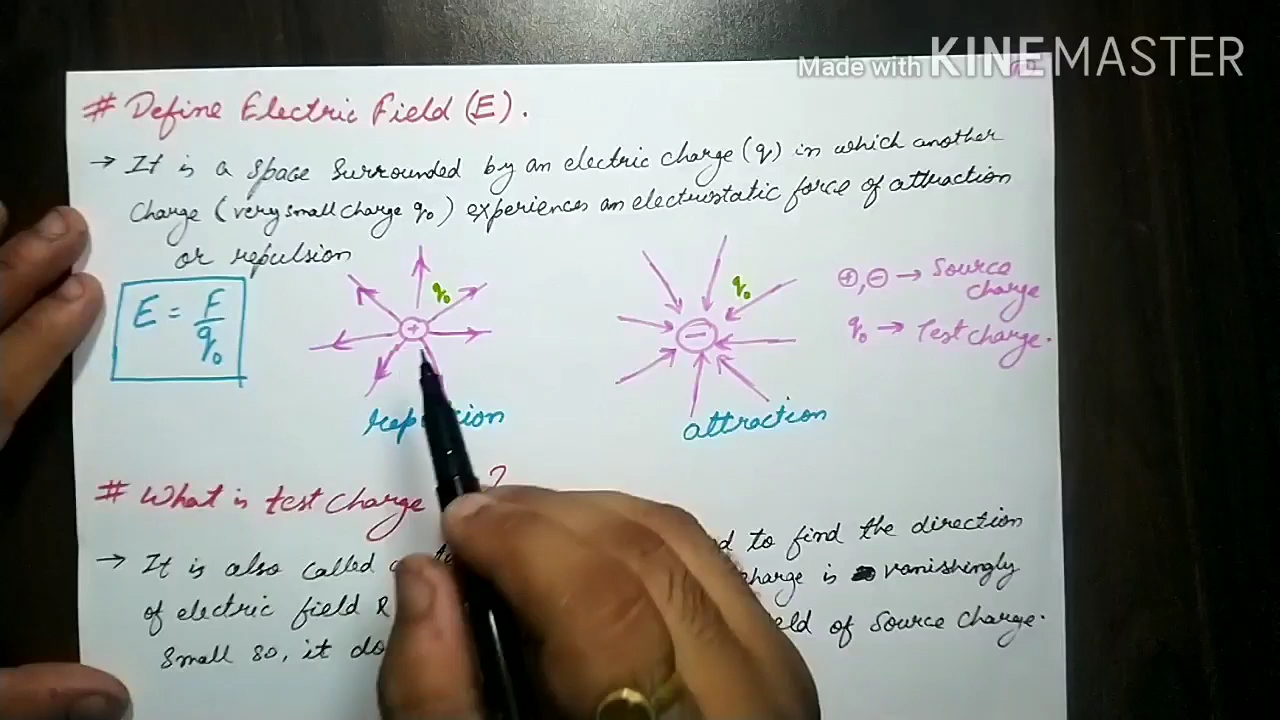 Made with KINEMASTER
# Define Electric Field (E).
→ It is a space surrounded by an electric charge (q) in which another
charge (very small charge q₀) experiences an electrostatic force of attraction
or repulsion
E = F/q₀
q₀
+
q₀
−
⊕, ⊖ → Source
charge
q₀ → Test charge.
attraction
# What is test charge ?
→ It is also called to find the direction
of electric field charge is vanishingly
small so, it of source charge.